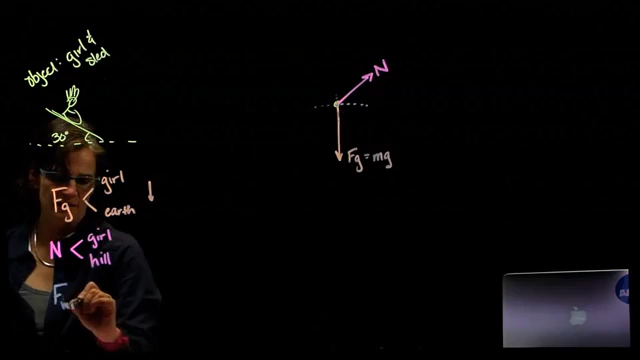 object: girl &
sled
30°
Fg < girl
earth
N < girl
hill
F
N
Fg = mg